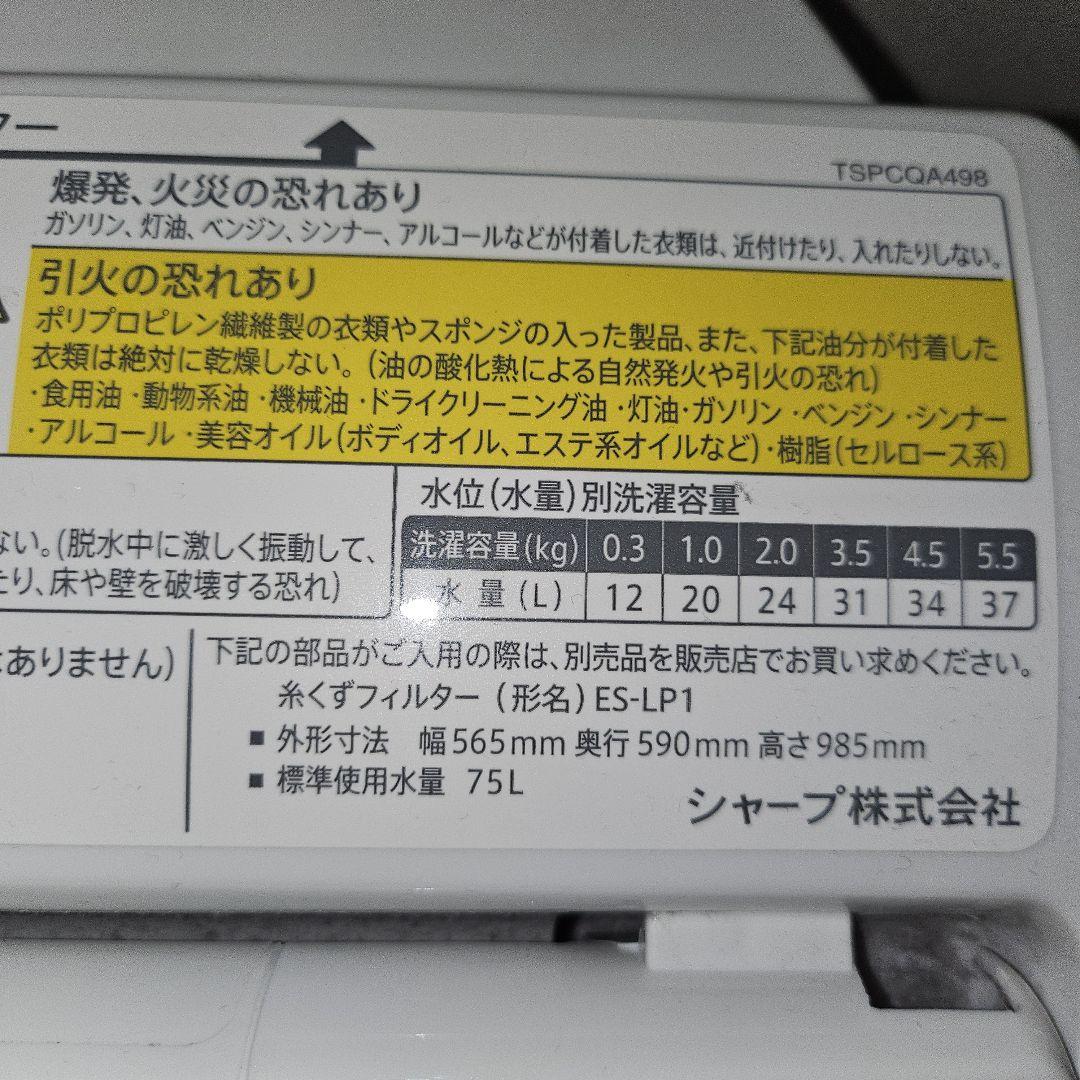 ター
TSPCQA498
爆発、火災の恐れあり
ガソリン、灯油、ベンジン、シンナー、アルコールなどが付着した衣類は、近付けたり、入れたりしない。
引火の恐れあり
ポリプロピレン繊維製の衣類やスポンジの入った製品、また、下記油分が付着した
衣類は絶対に乾燥しない。(油の酸化熱による自然発火や引火の恐れ)
・食用油・動物系油・機械油・ドライクリーニング油・灯油・ガソリン・ベンジン・シンナー
・アルコール・美容オイル(ボディオイル、エステ系オイルなど)・樹脂(セルロース系)
ない。(脱水中に激しく振動して、
たり、床や壁を破壊する恐れ)
水位(水量)別洗濯容量
洗濯容量(kg) 0.3 1.0 2.0 3.5 4.5 5.5
水量(L) 12 20 24 31 34 37
はありません)
下記の部品がご入用の際は、別売品を販売店でお買い求めください。
糸くずフィルター(形名)ES-LP1
■ 外形寸法 幅565mm 奥行590mm 高さ985mm
■ 標準使用水量 75L
シャープ株式会社